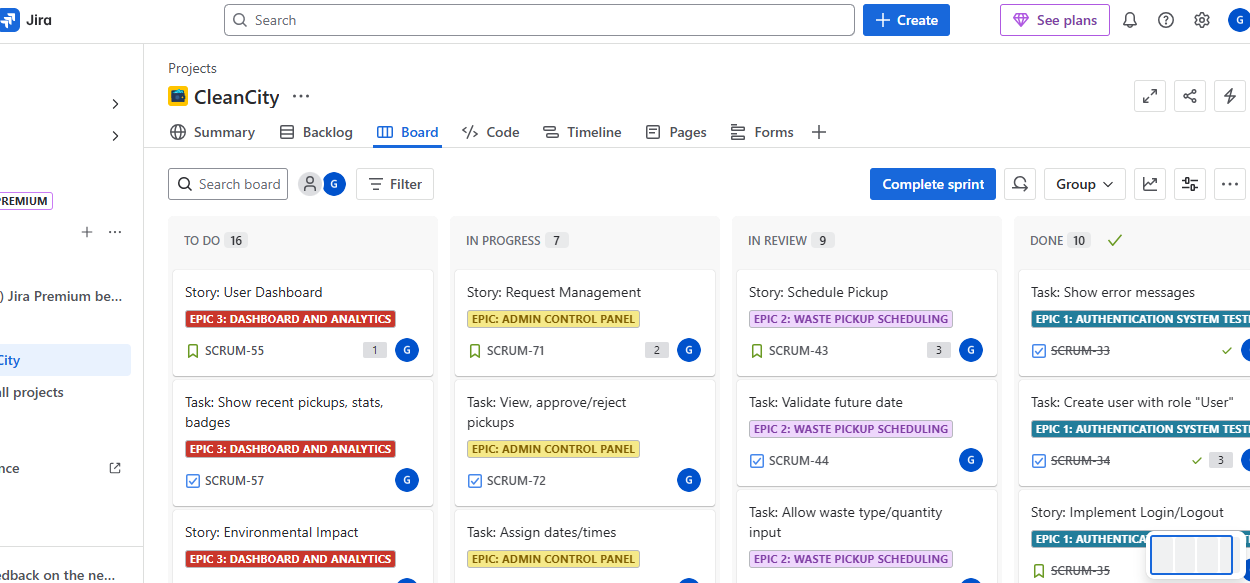 Jira
Search
Create
See plans
G
Projects
CleanCity
Summary
Backlog
Board
Code
Timeline
Pages
Forms
PREMIUM
) Jira Premium be...
City
all projects
nce
edback on the ne...
Search board
G
Filter
Complete sprint
Group
TO DO 16
Story: User Dashboard
EPIC 3: DASHBOARD AND ANALYTICS
SCRUM-55 1 G
Task: Show recent pickups, stats,
badges
EPIC 3: DASHBOARD AND ANALYTICS
SCRUM-57 G
Story: Environmental Impact
EPIC 3: DASHBOARD AND ANALYTICS
IN PROGRESS 7
Story: Request Management
EPIC: ADMIN CONTROL PANEL
SCRUM-71 2 G
Task: View, approve/reject
pickups
EPIC: ADMIN CONTROL PANEL
SCRUM-72 G
Task: Assign dates/times
EPIC: ADMIN CONTROL PANEL
IN REVIEW 9
Story: Schedule Pickup
EPIC 2: WASTE PICKUP SCHEDULING
SCRUM-43 3 G
Task: Validate future date
EPIC 2: WASTE PICKUP SCHEDULING
SCRUM-44 G
Task: Allow waste type/quantity
input
EPIC 2: WASTE PICKUP SCHEDULING
DONE 10
Task: Show error messages
EPIC 1: AUTHENTICATION SYSTEM TESTI
SCRUM-33
Task: Create user with role "User"
EPIC 1: AUTHENTICATION SYSTEM TESTI
SCRUM-34 3
Story: Implement Login/Logout
EPIC 1: AUTHENTICA
SCRUM-35